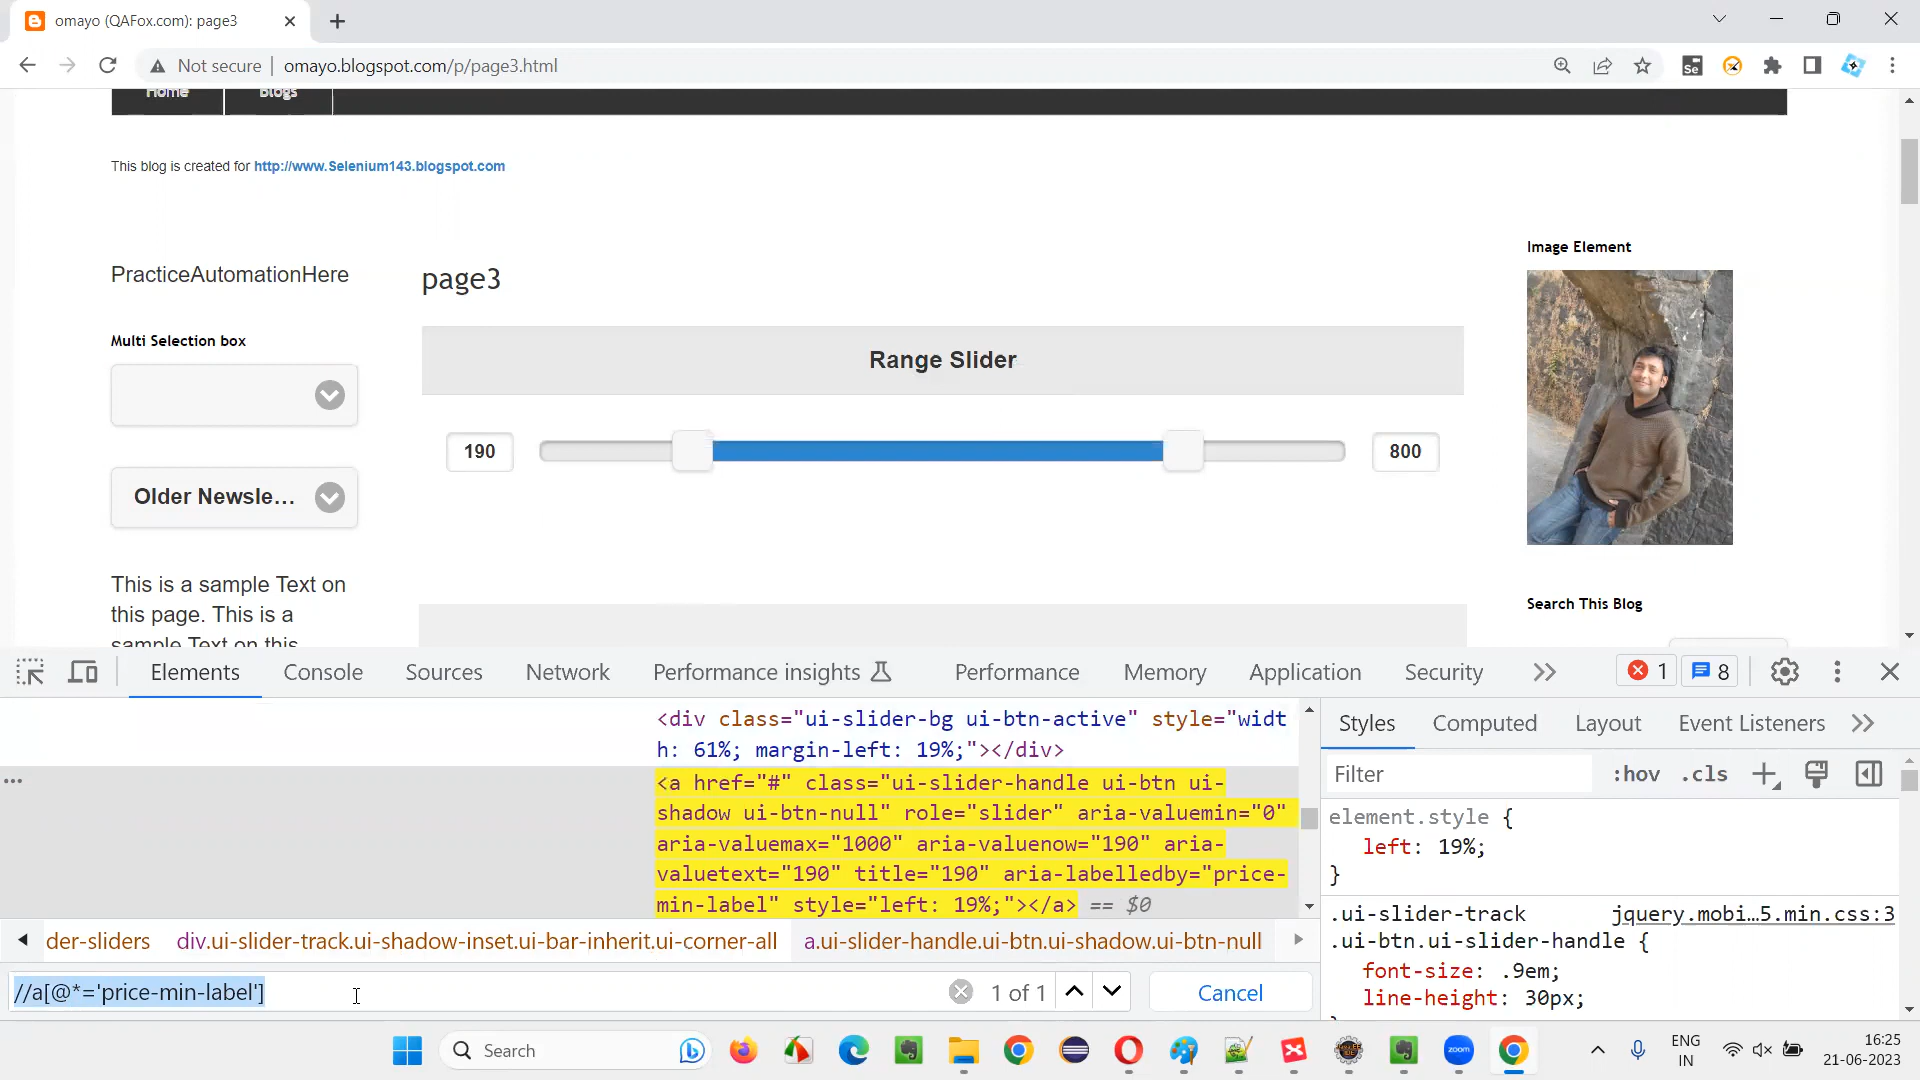 omayo (QAFox.com): page3
Not secure
omayo.blogspot.com/p/page3.html
Home
Blogs
This blog is created for http://www.Selenium143.blogspot.com
PracticeAutomationHere
page3
Image Element
Multi Selection box
Range Slider
190
800
Older Newsle...
This is a sample Text on
this page. This is a
sample Text on this
Search This Blog
Elements
Console
Sources
Network
Performance insights
Performance
Memory
Application
Security
1
8
<div class="ui-slider-bg ui-btn-active" style="widt
h: 61%; margin-left: 19%;"></div>
<a href="#" class="ui-slider-handle ui-btn ui-
shadow ui-btn-null" role="slider" aria-valuemin="0"
aria-valuemax="1000" aria-valuenow="190" aria-
valuetext="190" title="190" aria-labelledby="price-
min-label" style="left: 19%;"></a> == $0
Styles
Computed
Layout
Event Listeners
Filter
:hov
.cls
element.style {
left: 19%;
}
.ui-slider-track
jquery.mobi…5.min.css:3
.ui-btn.ui-slider-handle {
font-size: .9em;
line-height: 30px;
der-sliders
div.ui-slider-track.ui-shadow-inset.ui-bar-inherit.ui-corner-all
a.ui-slider-handle.ui-btn.ui-shadow.ui-btn-null
//a[@*='price-min-label']
1 of 1
Cancel
Search
zoom
ENG
IN
16:25
21-06-2023